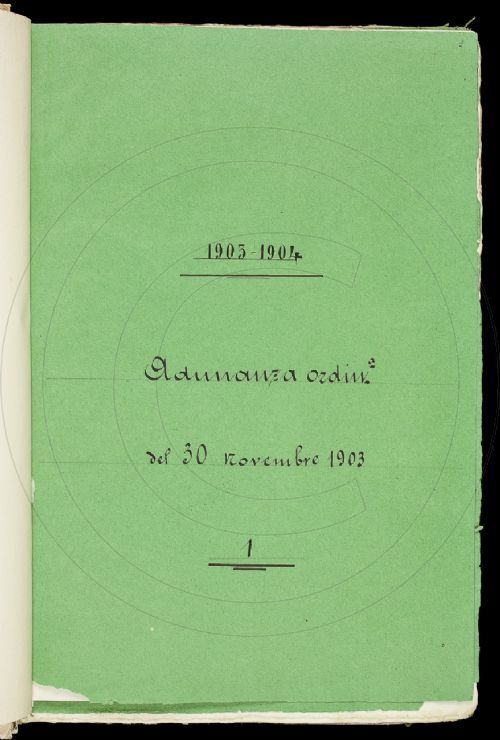 1903-1904
Adunanza ordin.ª
del 30 novembre 1903
1